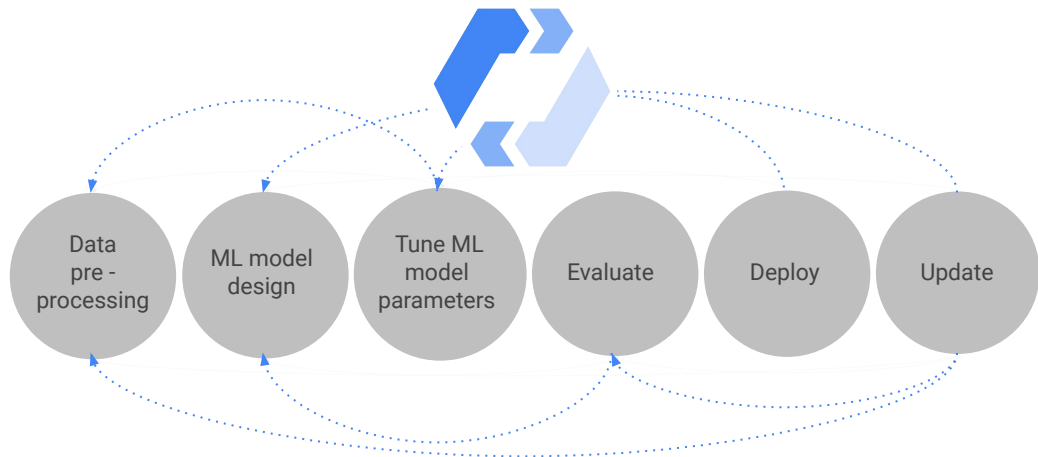 Data
pre -
processing
ML model
design
Tune ML
model
parameters
Evaluate
Deploy
Update